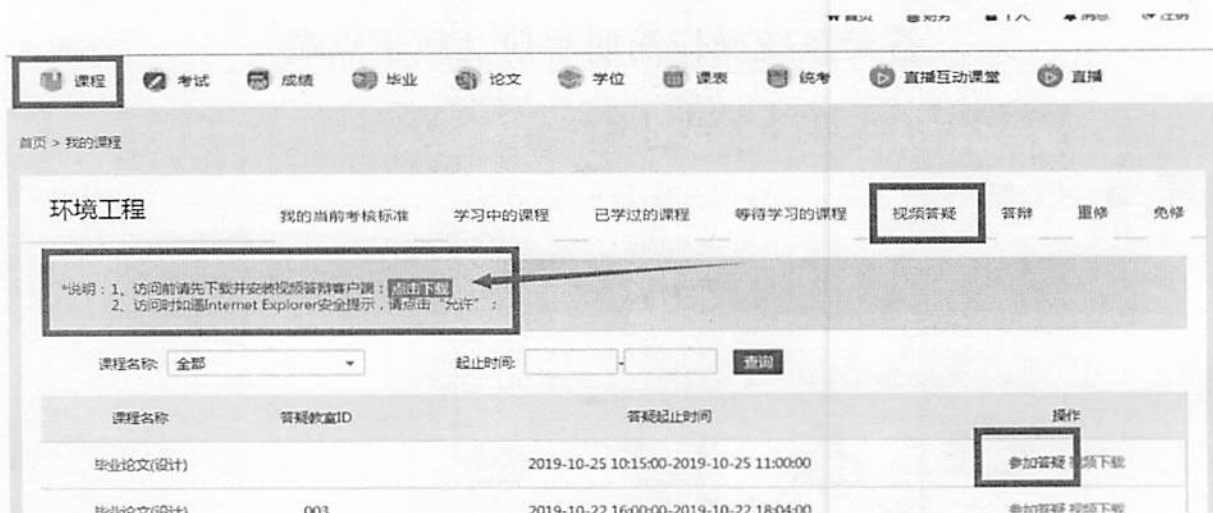 首页 财务 个人 消息 注销
课程 考试 成绩 毕业 论文 学位 课表 统考 直播互动课堂 直播
首页 > 我的课程
环境工程 我的当前考核标准 学习中的课程 已学过的课程 等待学习的课程 视频答疑 答辩 重修 免修
*说明：1、访问前请先下载并安装视频答辩客户端：点击下载
2、访问时如遇Internet Explorer安全提示，请点击“允许”；
课程名称: 全部 起止时间: - 查询
课程名称 答疑教室ID 答疑起止时间 操作
毕业论文(设计) 2019-10-25 10:15:00-2019-10-25 11:00:00 参加答疑 视频下载
毕业论文(设计) 003 2019-10-22 16:00:00-2019-10-22 18:04:00 参加答疑 视频下载